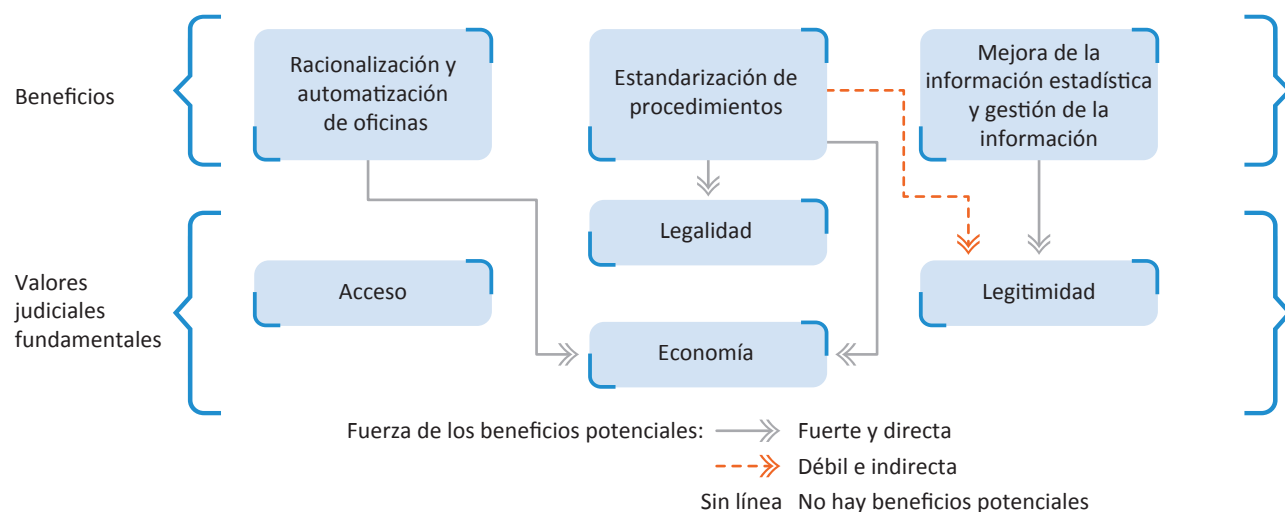 Beneficios
Racionalización y
automatización
de oficinas
Estandarización de
procedimientos
Mejora de la
información estadística
y gestión de la
información
Valores
judiciales
fundamentales
Legalidad
Acceso
Legitimidad
Economía
Fuerza de los beneficios potenciales:
Fuerte y directa
Débil e indirecta
Sin línea No hay beneficios potenciales